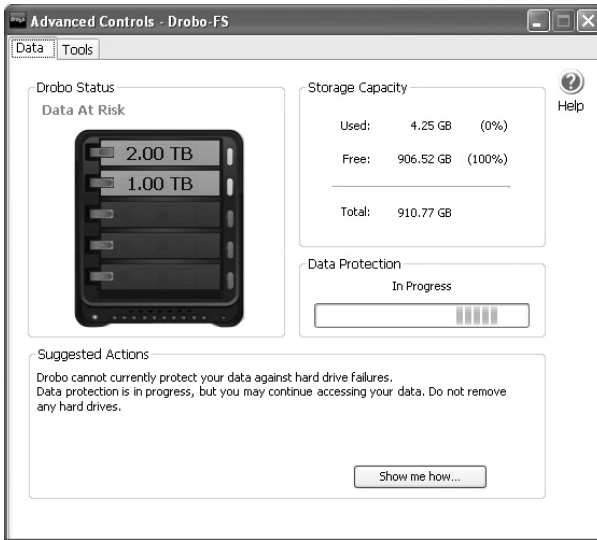 Advanced Controls - Drobo-FS
Data Tools
Drobo Status
Data At Risk
2.00 TB
1.00 TB
Storage Capacity
Used: 4.25 GB (0%)
Free: 906.52 GB (100%)
Total: 910.77 GB
Help
Data Protection
In Progress
Suggested Actions
Drobo cannot currently protect your data against hard drive failures.
Data protection is in progress, but you may continue accessing your data. Do not remove
any hard drives.
Show me how...